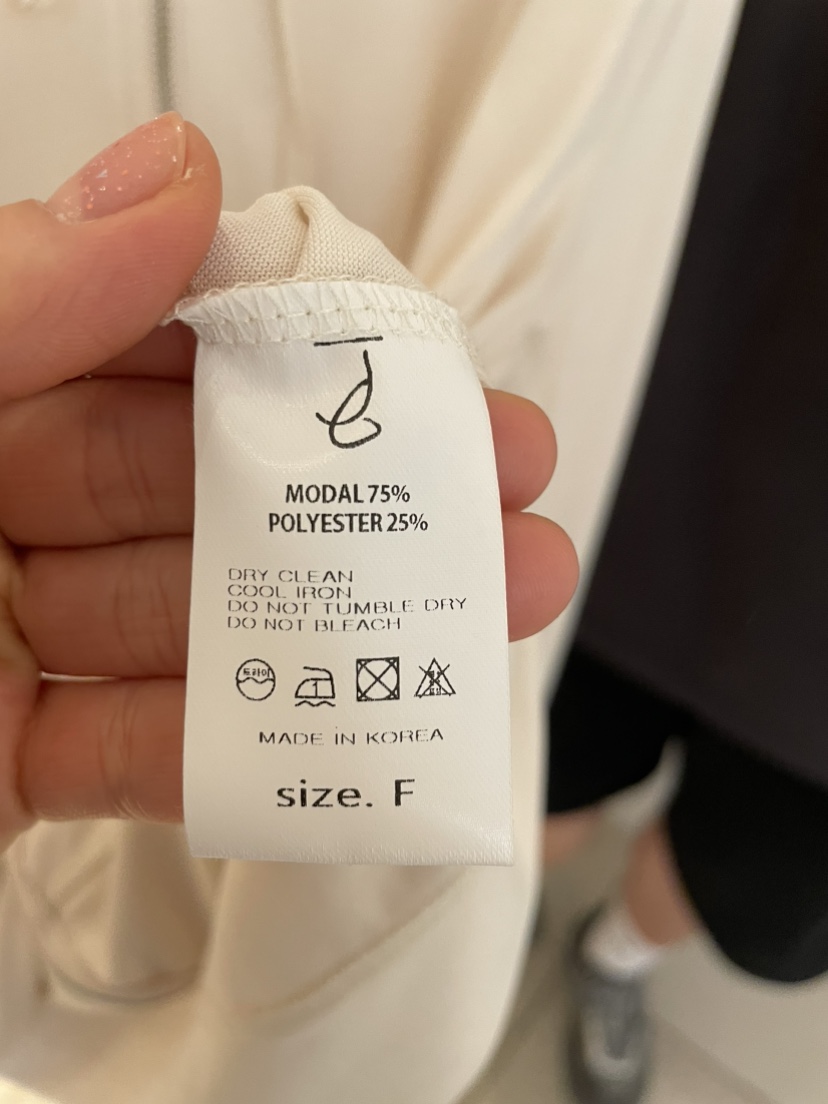 MODAL 75%
POLYESTER 25%
DRY CLEAN
COOL IRON
DO NOT TUMBLE DRY
DO NOT BLEACH
드라이
1
MADE IN KOREA
size. F